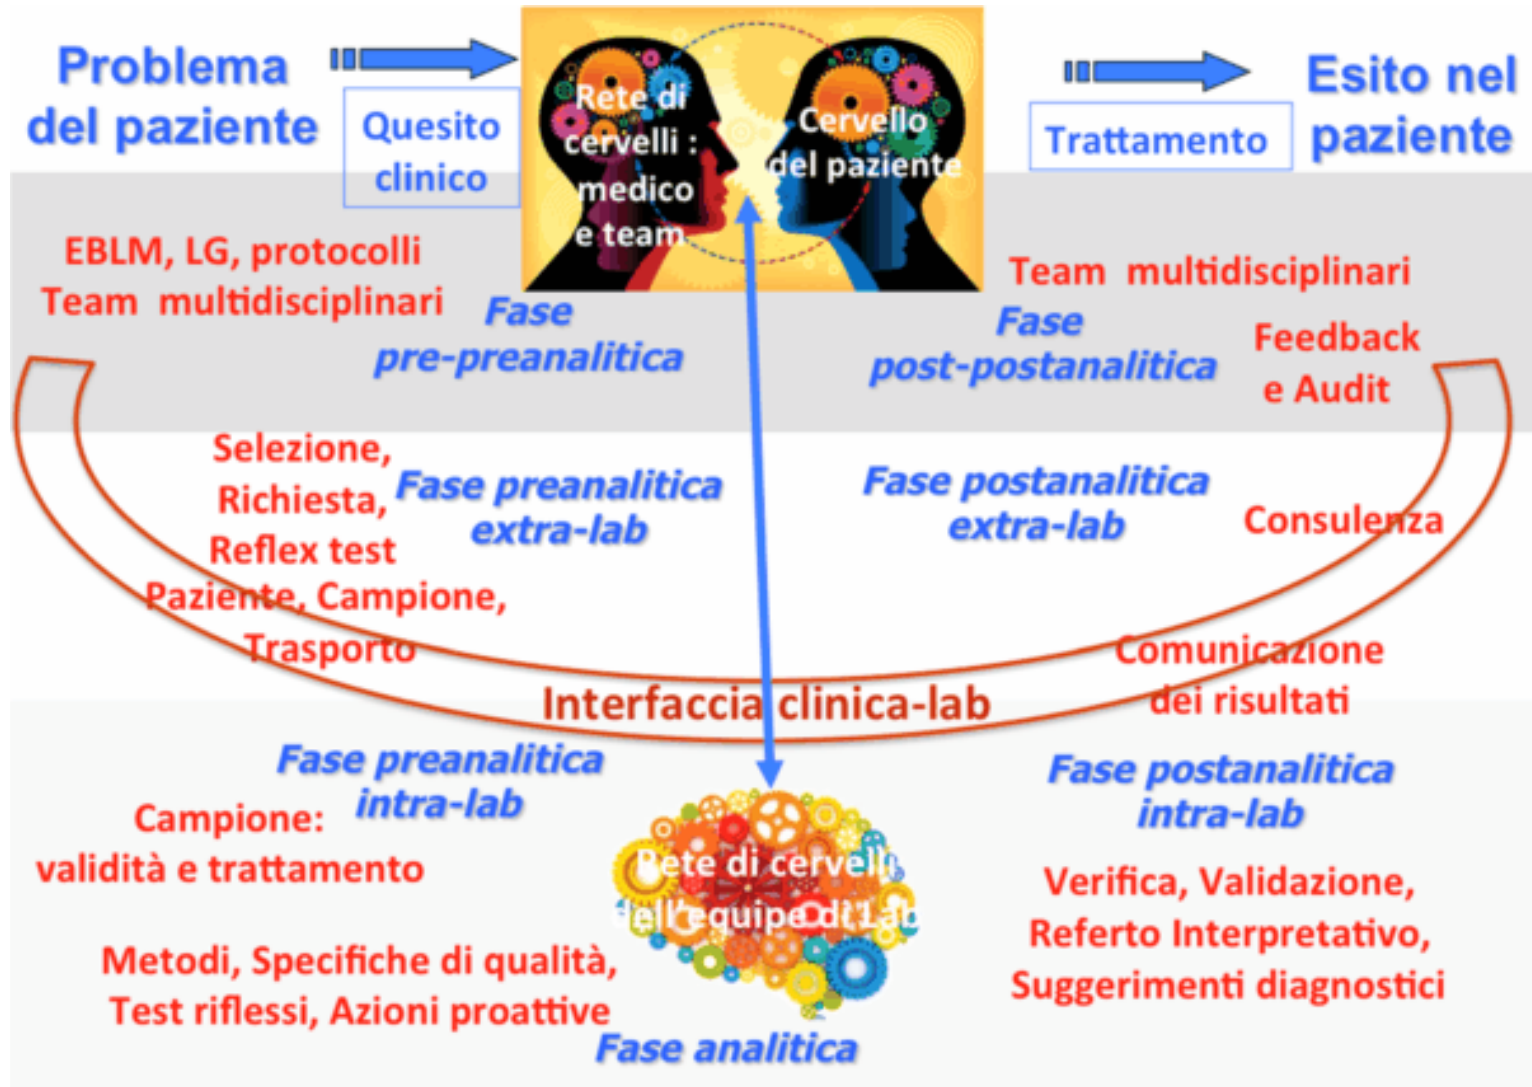 Problema
del paziente
Quesito
clinico
Rete di
cervelli :
medico
e team
Cervello
del paziente
Trattamento
Esito nel
paziente
EBLM, LG, protocolli
Team multidisciplinari
Fase
pre-preanalitica
Team multidisciplinari
Fase
post-postanalitica
Feedback
e Audit
Selezione,
Richiesta,
Reflex test
Paziente, Campione,
Trasporto
Fase preanalitica
extra-lab
Fase postanalitica
extra-lab
Consulenza
Comunicazione
dei risultati
Interfaccia clinica-lab
Fase preanalitica
intra-lab
Campione:
validità e trattamento
Metodi, Specifiche di qualità,
Test riflessi, Azioni proattive
Rete di cervelli
dell'equipe di Lab
Fase analitica
Fase postanalitica
intra-lab
Verifica, Validazione,
Referto Interpretativo,
Suggerimenti diagnostici